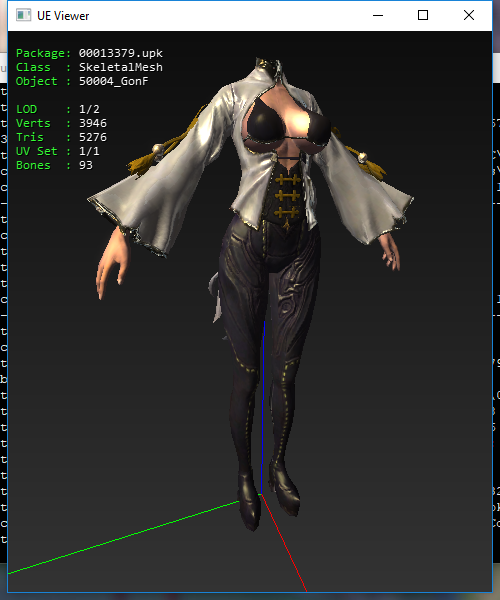 UE Viewer
Package: 00013379.upk
Class : SkeletalMesh
Object : 50004_GonF
LOD : 1/2
Verts : 3946
Tris : 5276
UV Set : 1/1
Bones : 93